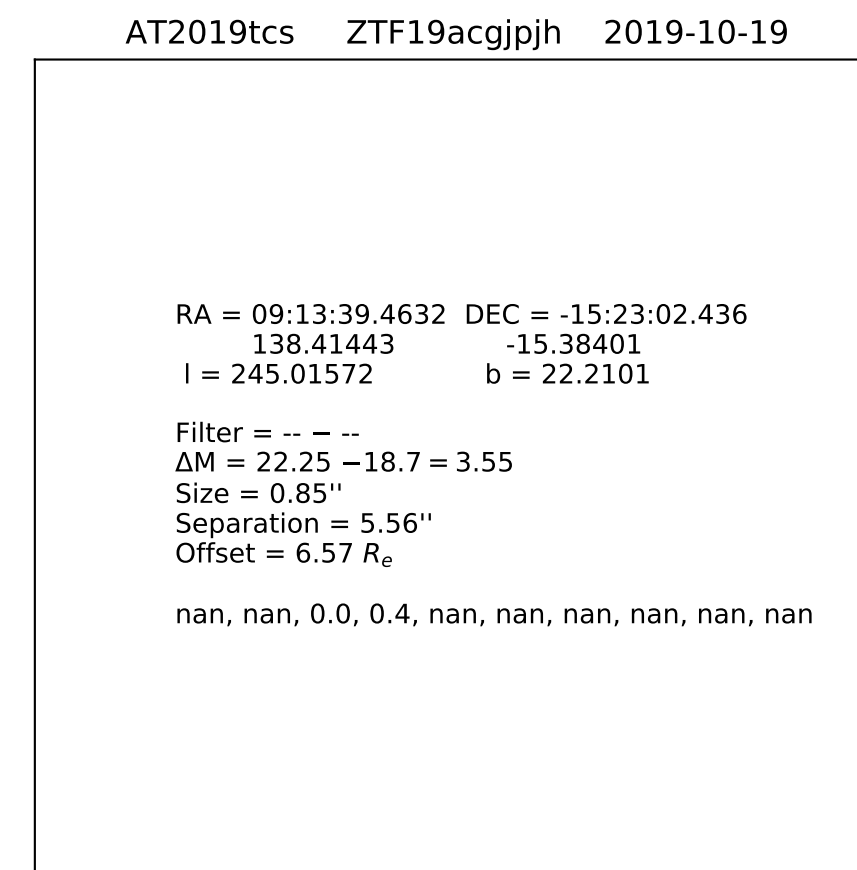 AT2019tcs ZTF19acgjpjh 2019-10-19
RA = 09:13:39.4632 DEC = -15:23:02.436
138.41443 -15.38401
l = 245.01572 b = 22.2101
Filter = -- − --
ΔM = 22.25 −18.7 = 3.55
Size = 0.85''
Separation = 5.56''
Offset = 6.57 Rₑ
nan, nan, 0.0, 0.4, nan, nan, nan, nan, nan, nan